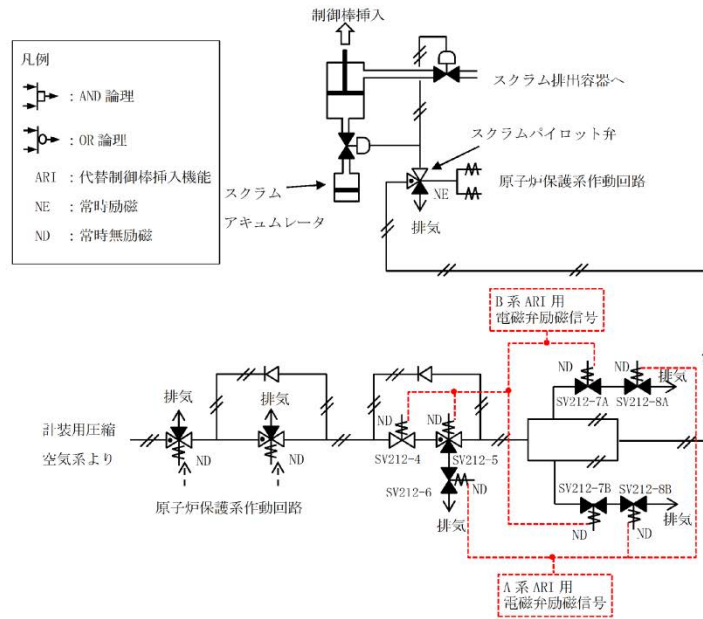 制御棒挿入
凡例
：AND 論理
：OR 論理
ARI ：代替制御棒挿入機能
NE ：常時励磁
ND ：常時無励磁
スクラム排出容器へ
スクラムパイロット弁
スクラム
アキュムレータ
NE
原子炉保護系作動回路
排気
B 系 ARI 用
電磁弁励磁信号
ND
ND
排気
SV212-7A
SV212-8A
排気
排気
計装用圧縮
空気系より
ND
ND
原子炉保護系作動回路
ND
ND
SV212-4
SV212-5
SV212-6
ND
排気
SV212-7B
SV212-8B
排気
ND
ND
A 系 ARI 用
電磁弁励磁信号